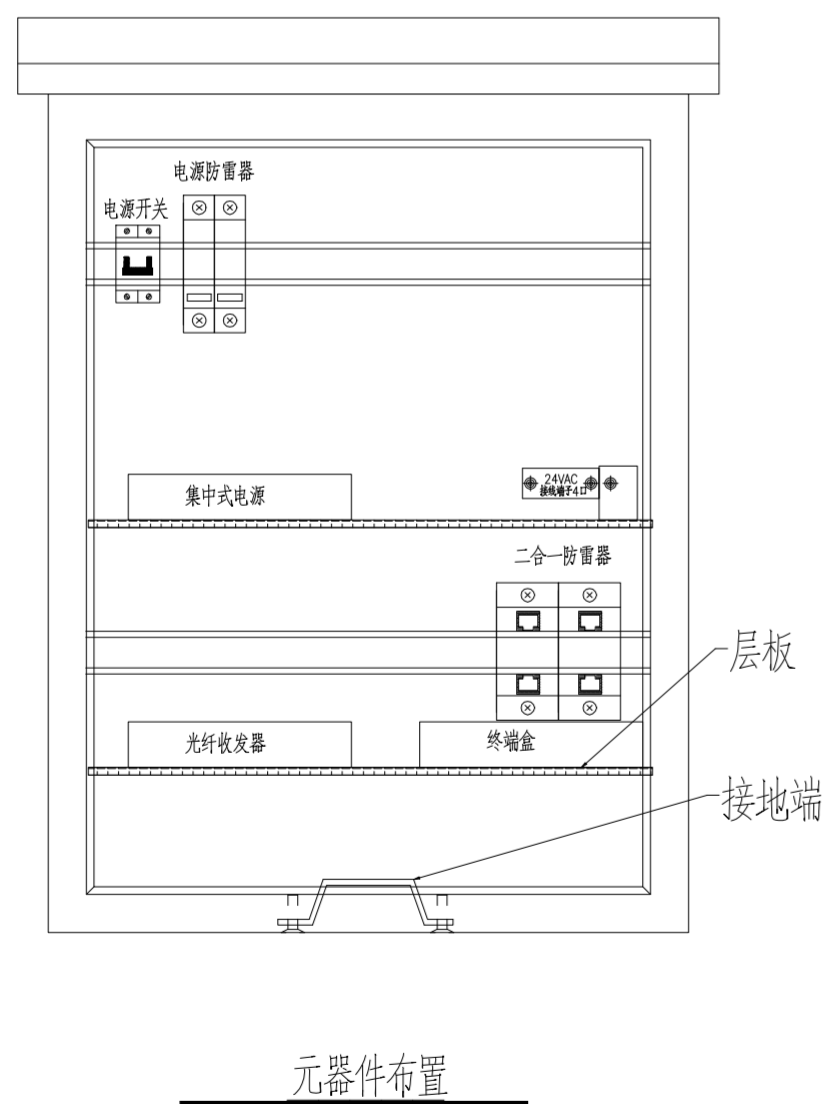 电源防雷器
电源开关
集中式电源
24VAC
接线端子4口
二合一防雷器
层板
光纤收发器
终端盒
接地端
元器件布置